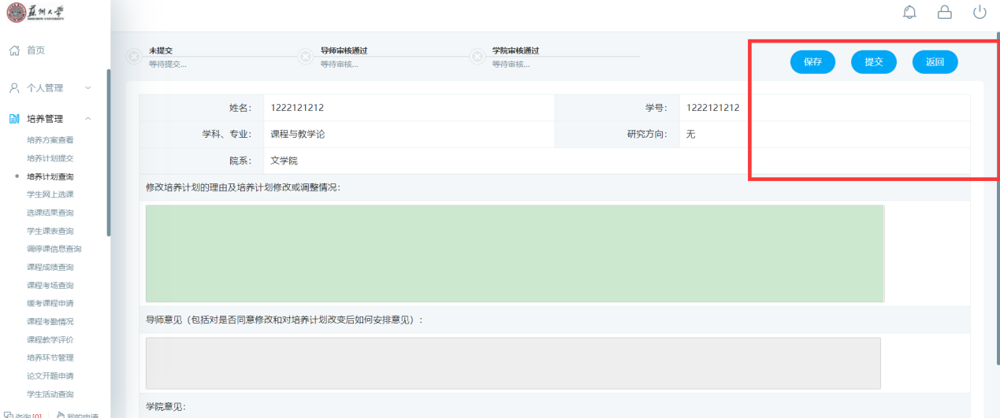 蘇州大学
SOOCHOW UNIVERSITY
首页
个人管理
培养管理
培养方案查看
培养计划提交
培养计划查询
学生网上选课
选课结果查询
学生课表查询
调停课信息查询
课程成绩查询
课程考场查询
缓考课程申请
课程考勤情况
课程教学评价
培养环节管理
论文开题申请
学生活动查询
咨询[0] 我的申请
未提交 导师审核通过 学院审核通过
等待提交... 等待审核... 等待审核...
保存 提交 返回
姓名: 1222121212 学号: 1222121212
学科、专业: 课程与教学论 研究方向: 无
院系: 文学院
修改培养计划的理由及培养计划修改或调整情况:
导师意见（包括对是否同意修改和对培养计划改变后如何安排意见）:
学院意见: